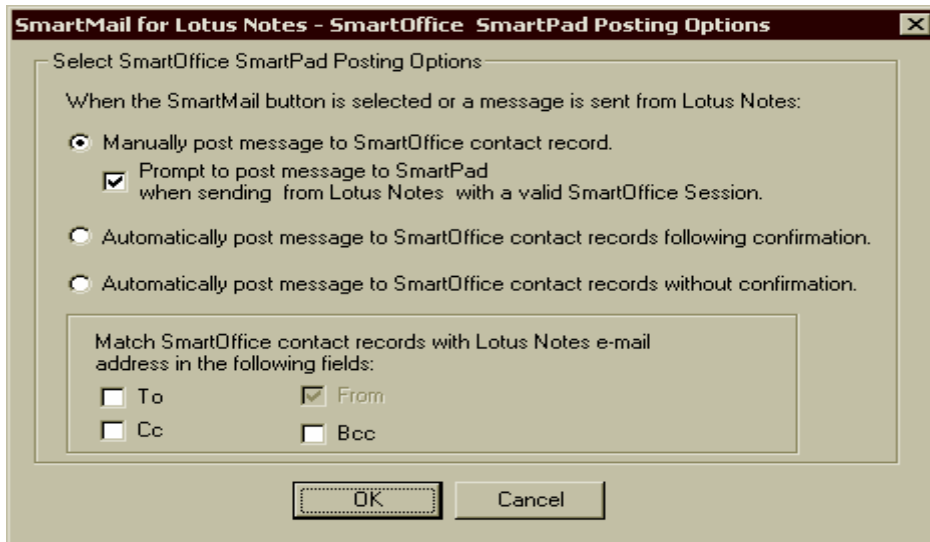 SmartMail for Lotus Notes - SmartOffice SmartPad Posting Options
Select SmartOffice SmartPad Posting Options
When the SmartMail button is selected or a message is sent from Lotus Notes:
Manually post message to SmartOffice contact record.
Prompt to post message to SmartPad
when sending from Lotus Notes with a valid SmartOffice Session.
Automatically post message to SmartOffice contact records following confirmation.
Automatically post message to SmartOffice contact records without confirmation.
Match SmartOffice contact records with Lotus Notes e-mail
address in the following fields:
To From
Cc Bcc
OK Cancel